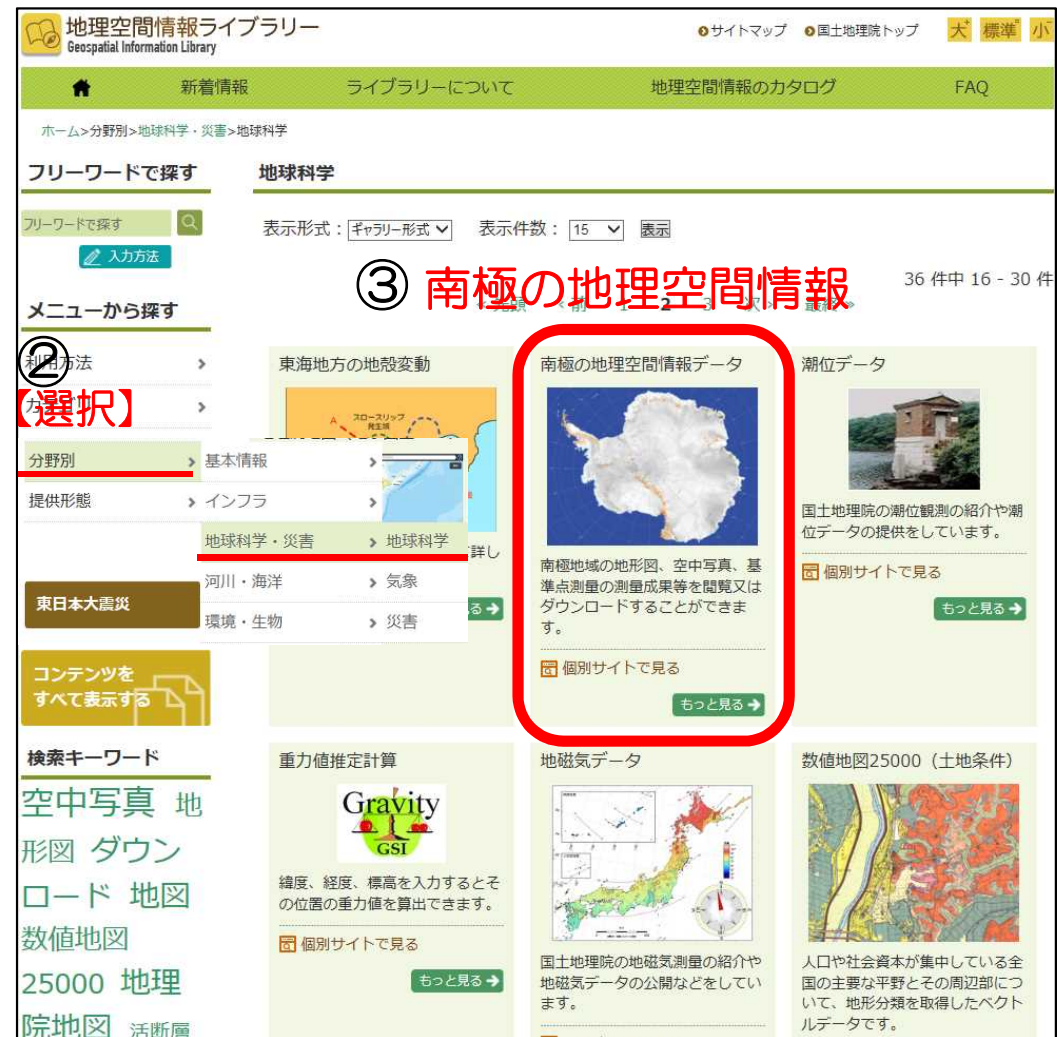 地理空間情報ライブラリー
Geospatial Information Library
サイトマップ 国土地理院トップ 大+ 標準 小-
新着情報 ライブラリーについて 地理空間情報のカタログ FAQ
ホーム>分野別>地球科学・災害>地球科学
フリーワードで探す
フリーワードで探す
入力方法
メニューから探す
②
利用方法
【選択】
分野別
提供形態
基本情報
インフラ
地球科学・災害
地球科学
河川・海洋
気象
環境・生物
災害
東日本大震災
コンテンツを
すべて表示する
検索キーワード
空中写真 地
形図 ダウン
ロード 地図
数値地図
25000 地理
院地図 活断層
地球科学
表示形式：ギャラリー形式 表示件数：15 表示
③ 南極の地理空間情報
36 件中 16 - 30 件
« 先頭 ‹ 前 1 2 3 次 › 最終 »
東海地方の地殻変動
A スロースリップ
発生域
詳し
る
南極の地理空間情報データ
南極地域の地形図、空中写真、基
準点測量の測量成果等を閲覧又は
ダウンロードすることができま
す。
個別サイトで見る
もっと見る
潮位データ
国土地理院の潮位観測の紹介や潮
位データの提供をしています。
個別サイトで見る
もっと見る
重力値推定計算
Gravity
GSI
緯度、経度、標高を入力するとそ
の位置の重力値を算出できます。
個別サイトで見る
もっと見る
地磁気データ
国土地理院の地磁気測量の紹介や
地磁気データの公開などをしてい
ます。
数値地図25000（土地条件）
人口や社会資本が集中している全
国の主要な平野とその周辺部につ
いて、地形分類を取得したベクト
ルデータです。